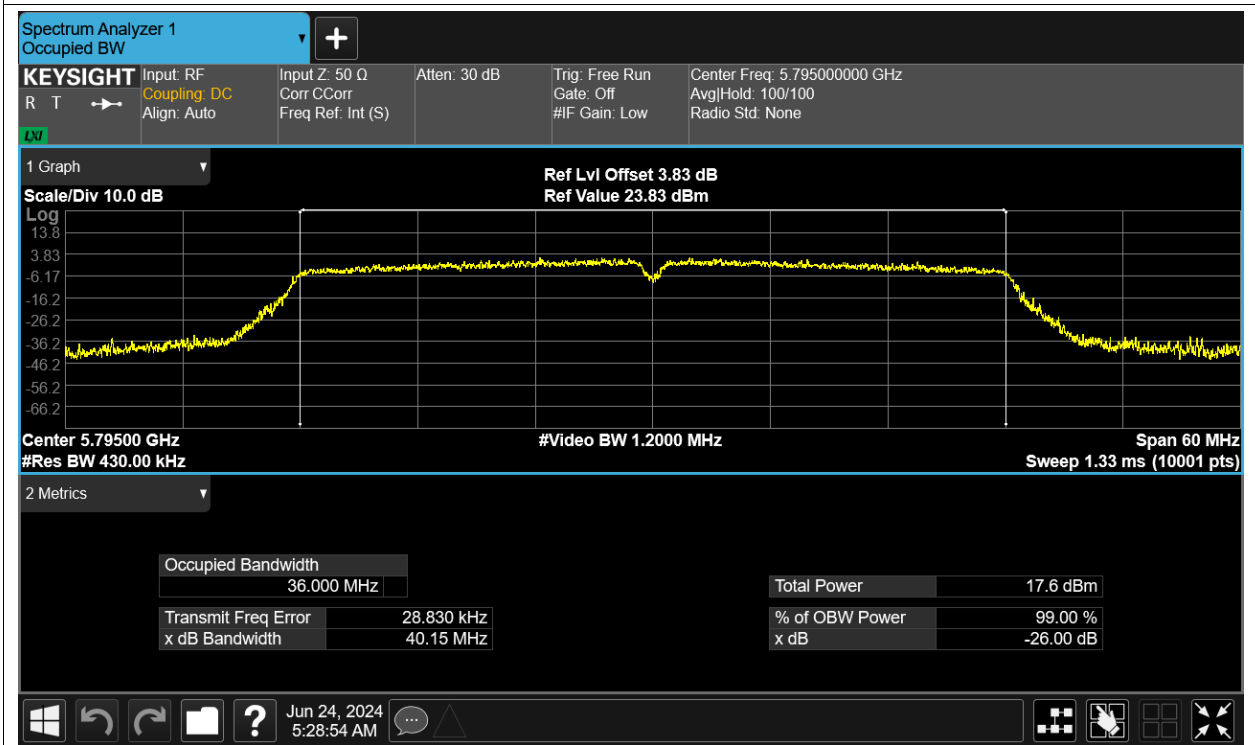 Spectrum Analyzer 1
Occupied BW
KEYSIGHT
R T
LXI
Input: RF
Coupling: DC
Align: Auto
Input Z: 50 Ω
Corr CCorr
Freq Ref: Int (S)
Atten: 30 dB
Trig: Free Run
Gate: Off
#IF Gain: Low
Center Freq: 5.795000000 GHz
Avg|Hold: 100/100
Radio Std: None
1 Graph
Scale/Div 10.0 dB
Ref Lvl Offset 3.83 dB
Ref Value 23.83 dBm
Log
13.8
3.83
-6.17
-16.2
-26.2
-36.2
-46.2
-56.2
-66.2
Center 5.79500 GHz
#Video BW 1.2000 MHz
Span 60 MHz
#Res BW 430.00 kHz
Sweep 1.33 ms (10001 pts)
2 Metrics
Occupied Bandwidth
36.000 MHz
Total Power 17.6 dBm
Transmit Freq Error 28.830 kHz
% of OBW Power 99.00 %
x dB Bandwidth 40.15 MHz
x dB -26.00 dB
?
Jun 24, 2024
5:28:54 AM